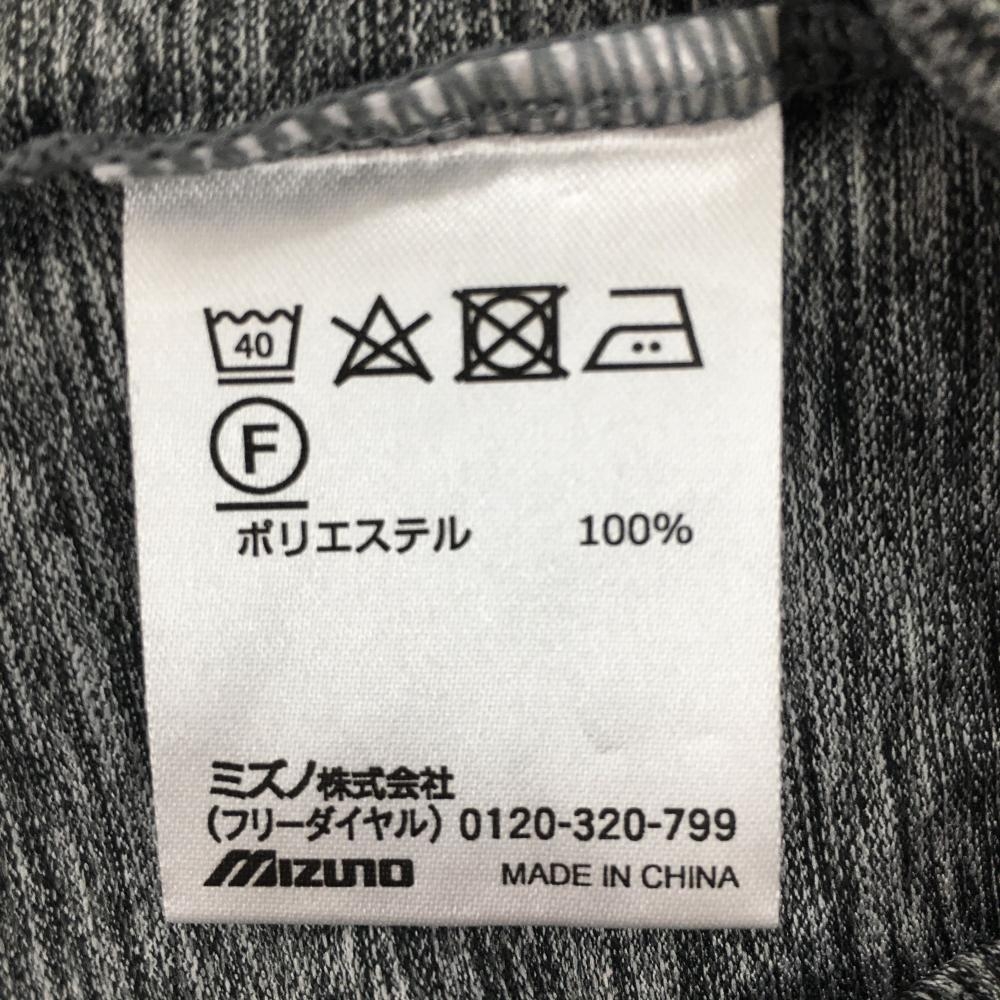 40
F
ポリエステル 100%
ミズノ株式会社
(フリーダイヤル) 0120-320-799
MIZUNO MADE IN CHINA